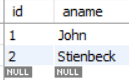 id aname
1 John
2 Stienbeck
NULL NULL